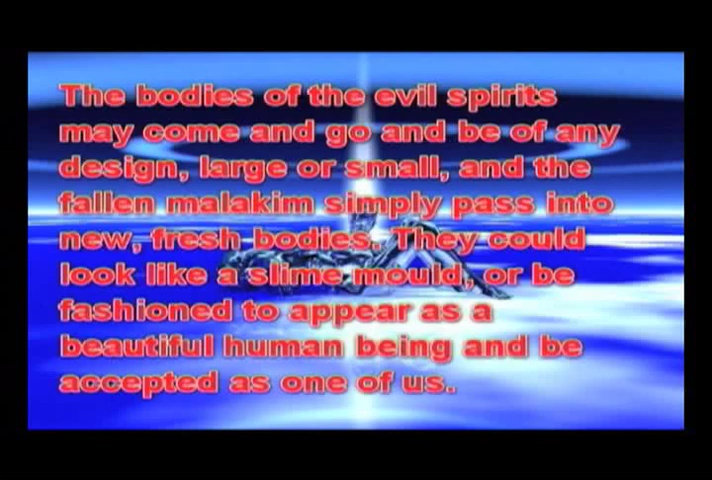 The bodies of the evil spirits
may come and go and be of any
design, large or small, and the
fallen malakim simply pass into
new, fresh bodies. They could
look like a slime mould, or be
fashioned to appear as a
beautiful human being and be
accepted as one of us.